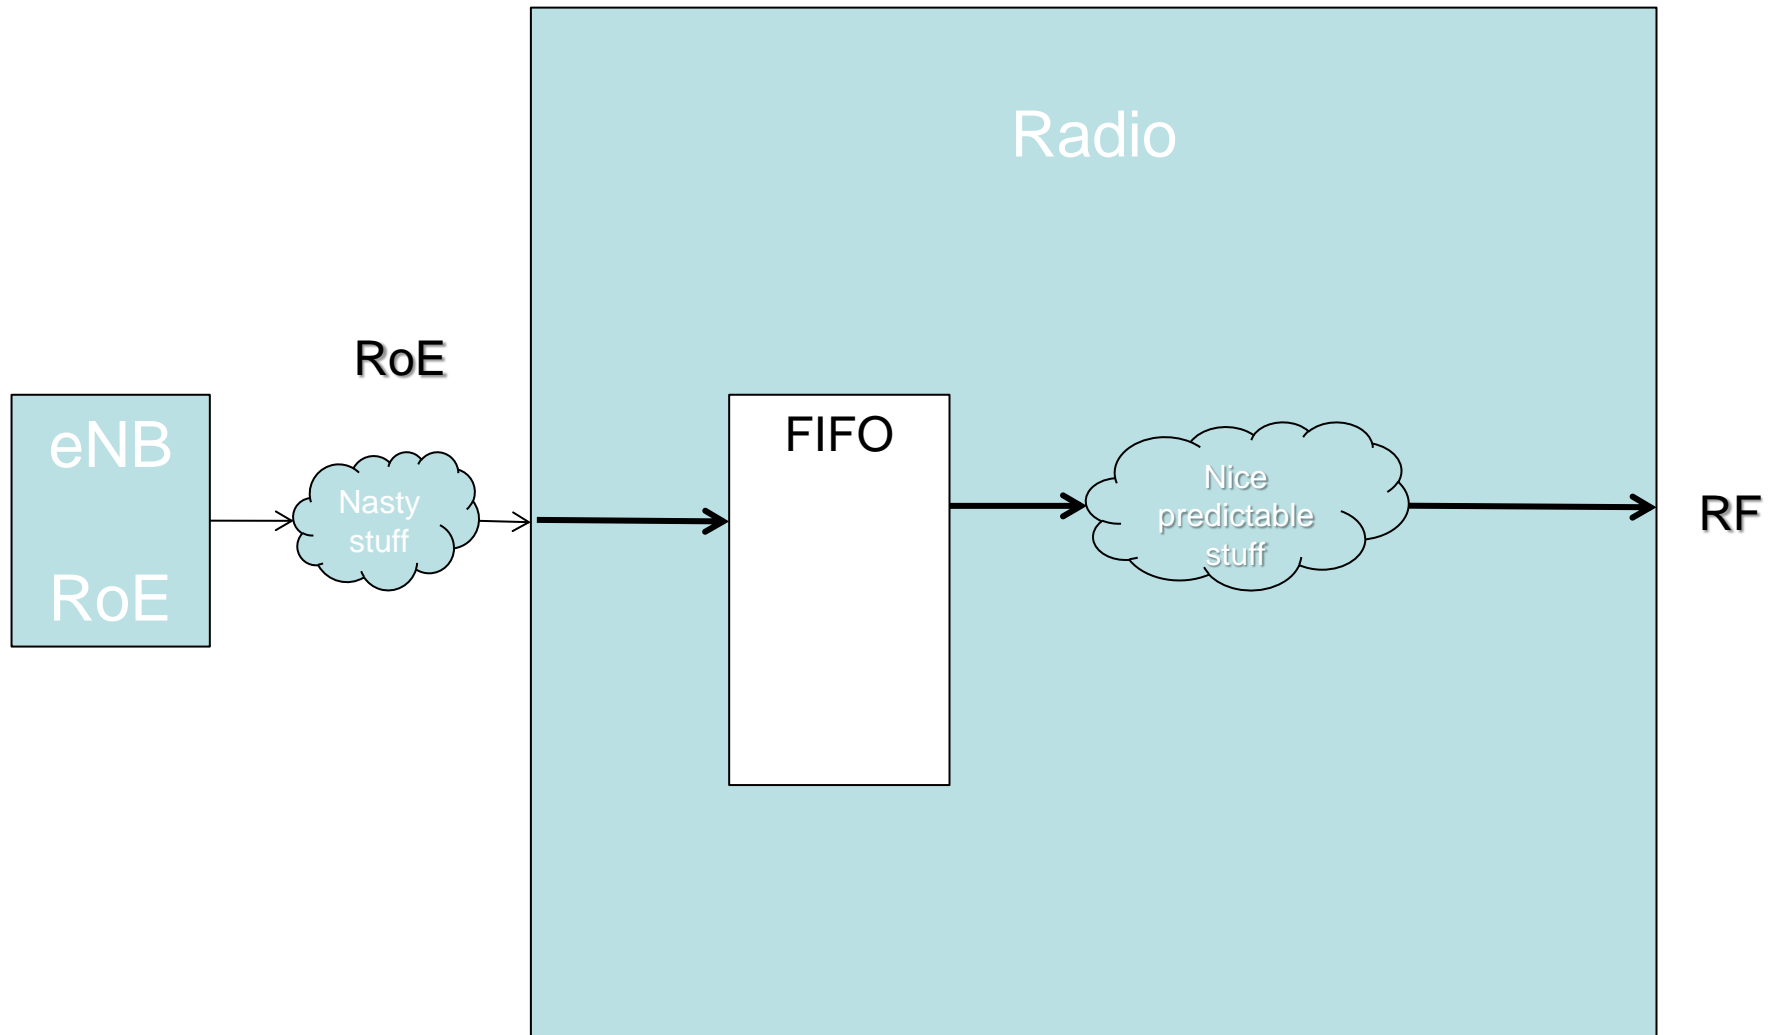 Radio
RoE
eNB
RoE
Nasty
stuff
FIFO
Nice
predictable
stuff
RF